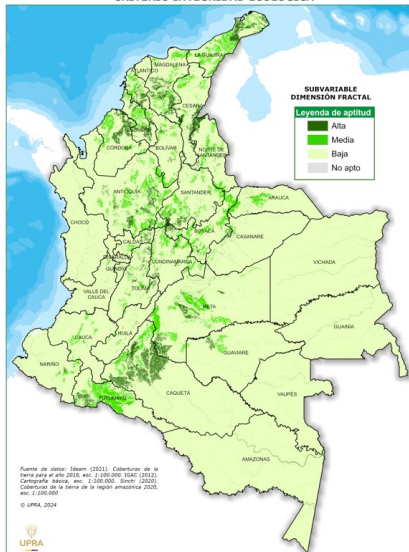 CRITERIO INTEGRIDAD ECOLÓGICA
SUBVARIABLE
DIMENSIÓN FRACTAL
Leyenda de aptitud
Alta
Media
Baja
No apto
LA GUAJIRA
MAGDALENA
ATLÁNTICO
CESAR
NORTE DE
SANTANDER
CÓRDOBA
BOLÍVAR
ANTIOQUIA
SANTANDER
ARAUCA
CHOCÓ
BOYACÁ
CASANARE
CALDAS
CUNDINAMARCA
VICHADA
QUINDÍO
TOLIMA
VALLE DEL
CAUCA
META
GUAINÍA
HUILA
CAUCA
GUAVIARE
NARIÑO
PUTUMAYO
CAQUETÁ
VAUPÉS
AMAZONAS
Fuente de datos: Ideam (2021). Coberturas de la
tierra para el año 2018, esc. 1:100.000. IGAC (2012).
Cartografía básica, esc. 1:100.000. Sinchi (2020).
Coberturas de la tierra de la región amazónica 2020,
esc. 1:100.000
© UPRA, 2024
UPRA